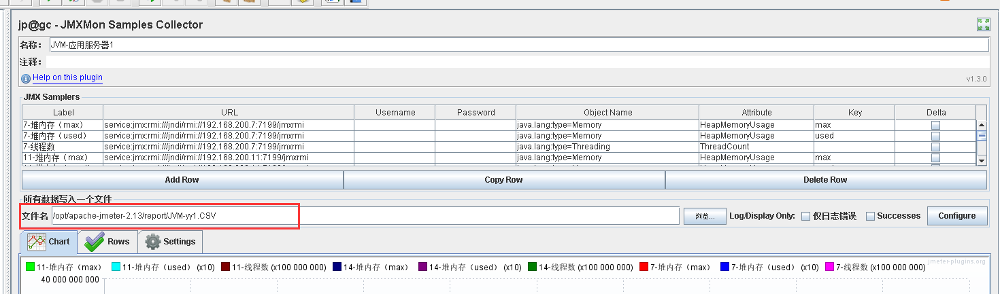 jp@gc - JMXMon Samples Collector
名称： JVM-应用服务器1
注释：
Help on this plugin v1.3.0
JMX Samplers
Label URL Username Password Object Name Attribute Key Delta
7-堆内存（max） service:jmx:rmi:///jndi/rmi://192.168.200.7:7199/jmxrmi java.lang:type=Memory HeapMemoryUsage max
7-堆内存（used） service:jmx:rmi:///jndi/rmi://192.168.200.7:7199/jmxrmi java.lang:type=Memory HeapMemoryUsage used
7-线程数 service:jmx:rmi:///jndi/rmi://192.168.200.7:7199/jmxrmi java.lang:type=Threading ThreadCount
11-堆内存（max） service:jmx:rmi:///jndi/rmi://192.168.200.11:7199/jmxrmi java.lang:type=Memory HeapMemoryUsage max
Add Row Copy Row Delete Row
所有数据写入一个文件
文件名 /opt/apache-jmeter-2.13/report/JVM-yy1.CSV 浏览... Log/Display Only: 仅日志错误 Successes Configure
Chart Rows Settings
jmeter-plugins.org
11-堆内存（max） 11-堆内存（used） (x10) 11-线程数 (x100 000 000) 14-堆内存（max） 14-堆内存（used） (x10) 14-线程数 (x100 000 000) 7-堆内存（max） 7-堆内存（used） (x10) 7-线程数 (x100 000 000)
40 000 000 000